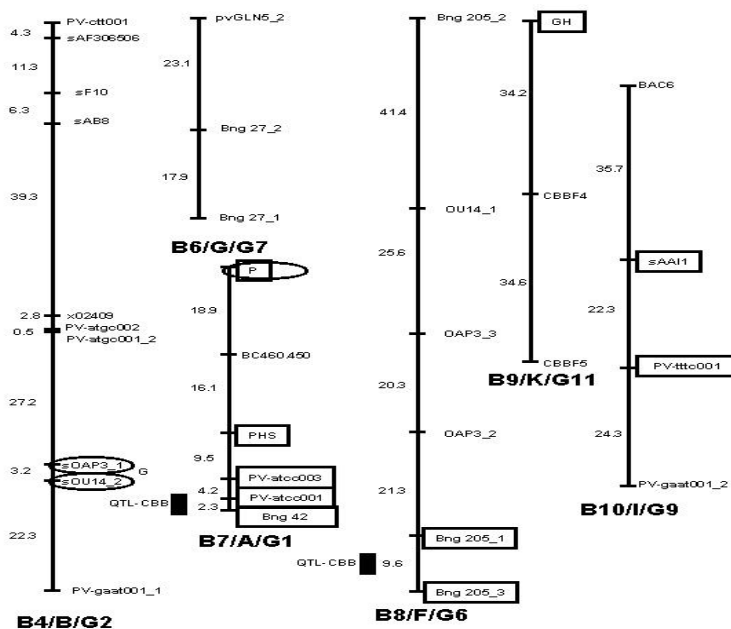 PV-ctt001
4.3
sAF306506
11.3
sF10
6.3
sAB8
39.3
2.8
x02409
PV-atgc002
0.5
PV-atgc001_2
27.2
sOAP3_1
3.2
G
sOU14_2
22.3
PV-gaat001_1
B4/B/G2
pvGLN5_2
23.1
Bng 27_2
17.9
Bng 27_1
B6/G/G7
P
18.9
BC460.450
16.1
PHS
9.5
PV-atcc003
4.2
PV-atcc001
QTL-CBB
2.3
Bng 42
B7/A/G1
Bng 205_2
41.4
OU14_1
25.6
OAP3_3
20.3
OAP3_2
21.3
Bng 205_1
QTL-CBB
9.6
Bng 205_3
B8/F/G6
GH
34.2
CBBF4
34.6
CBBF5
B9/K/G11
BAC6
35.7
sAAI1
22.3
PV-tttc001
24.3
PV-gaat001_2
B10/I/G9